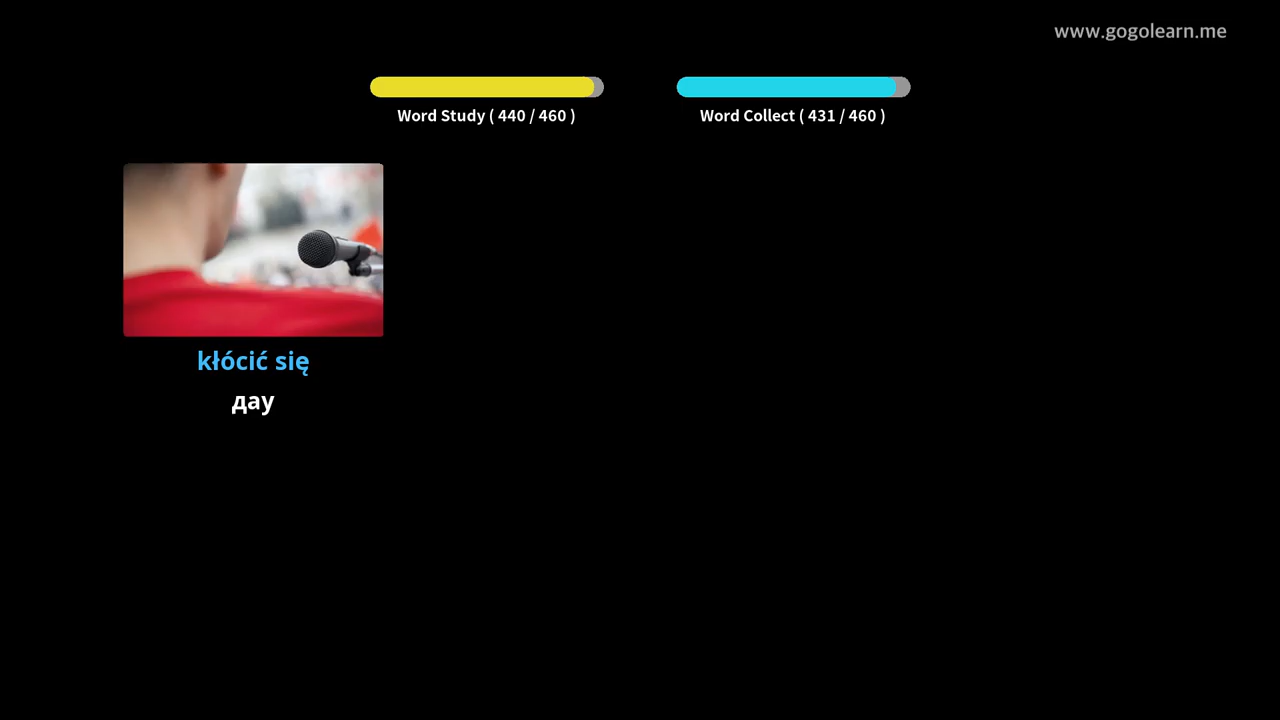 www.gogolearn.me
Word Study ( 440 / 460 )
Word Collect ( 431 / 460 )
kłócić się
дау